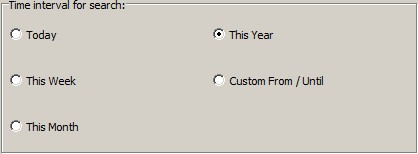 Time interval for search:
Today
This Year
This Week
Custom From / Until
This Month